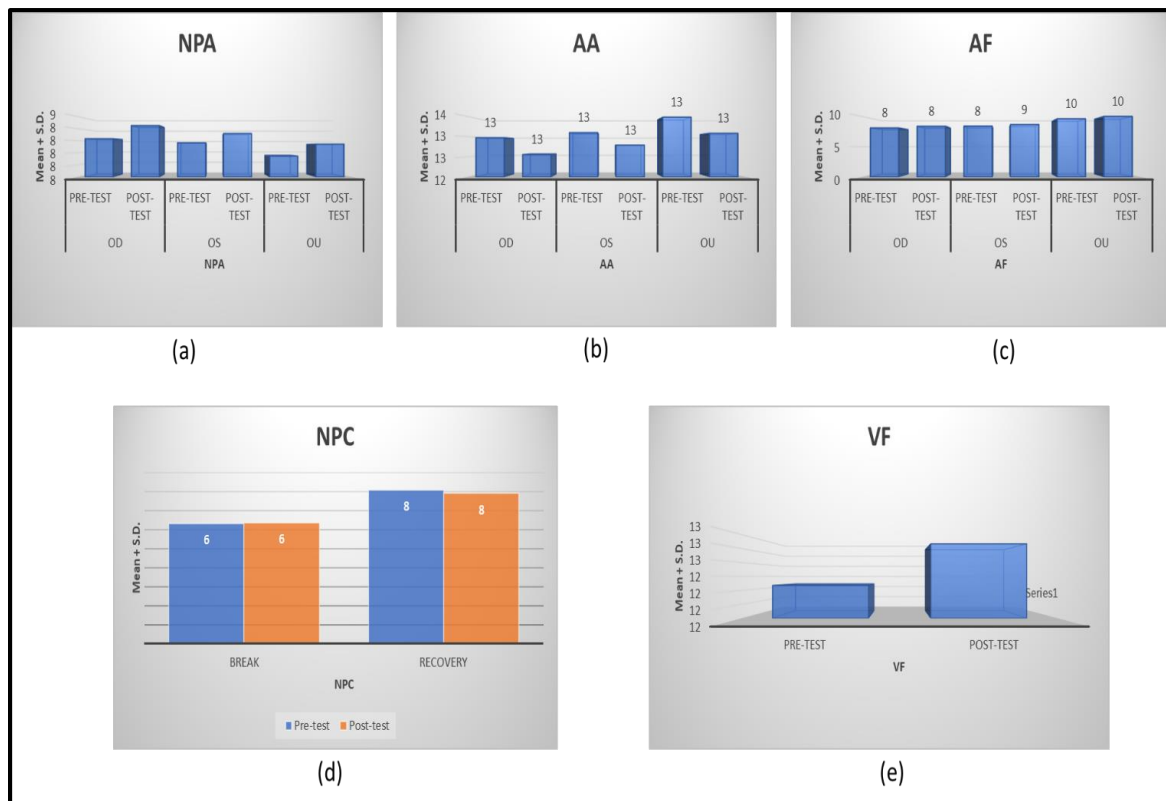 NPA
Mean + S.D.
9
8
8
8
8
8
PRE-TEST POST-TEST PRE-TEST POST-TEST PRE-TEST POST-TEST
OD OS OU
NPA
(a)
AA
Mean + S.D.
14
13
13
12
13 13 13 13 13 13
PRE-TEST POST-TEST PRE-TEST POST-TEST PRE-TEST POST-TEST
OD OS OU
AA
(b)
AF
Mean + S.D.
10
5
0
8 8 8 9 10 10
PRE-TEST POST-TEST PRE-TEST POST-TEST PRE-TEST POST-TEST
OD OS OU
AF
(c)
NPC
Mean + S.D.
6 6 8 8
BREAK RECOVERY
NPC
Pre-test Post-test
(d)
VF
Mean + S.D.
13
13
13
12
12
12
12
Series1
PRE-TEST POST-TEST
VF
(e)